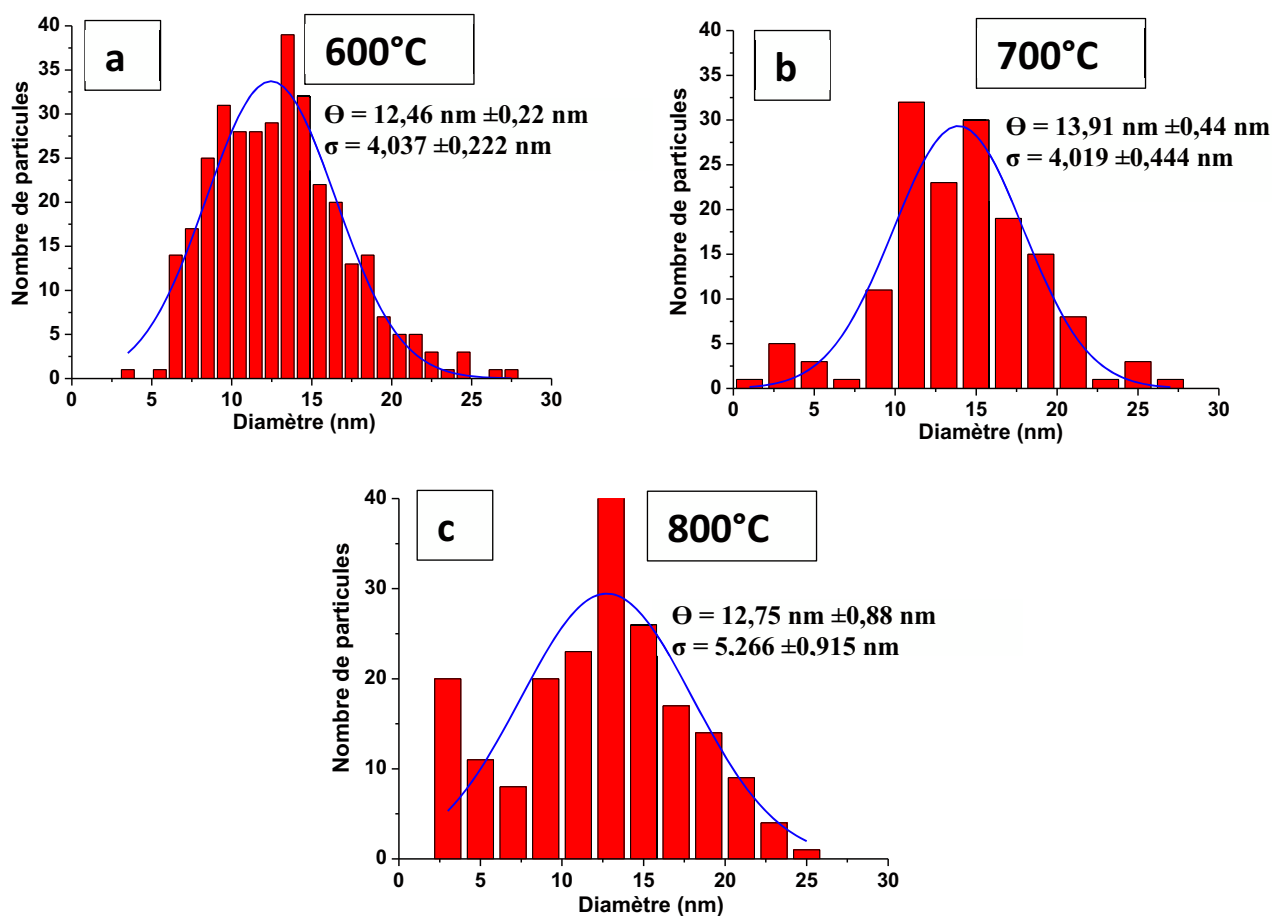 a
600°C
Ө = 12,46 nm ±0,22 nm
σ = 4,037 ±0,222 nm
Nombre de particules
40
35
30
25
20
15
10
5
0
0 5 10 15 20 25 30
Diamètre (nm)
b
700°C
Ө = 13,91 nm ±0,44 nm
σ = 4,019 ±0,444 nm
Nombre de particules
40
35
30
25
20
15
10
5
0
0 5 10 15 20 25 30
Diamètre (nm)
c
800°C
Ө = 12,75 nm ±0,88 nm
σ = 5,266 ±0,915 nm
Nombre de particules
40
30
20
10
0
0 5 10 15 20 25 30
Diamètre (nm)